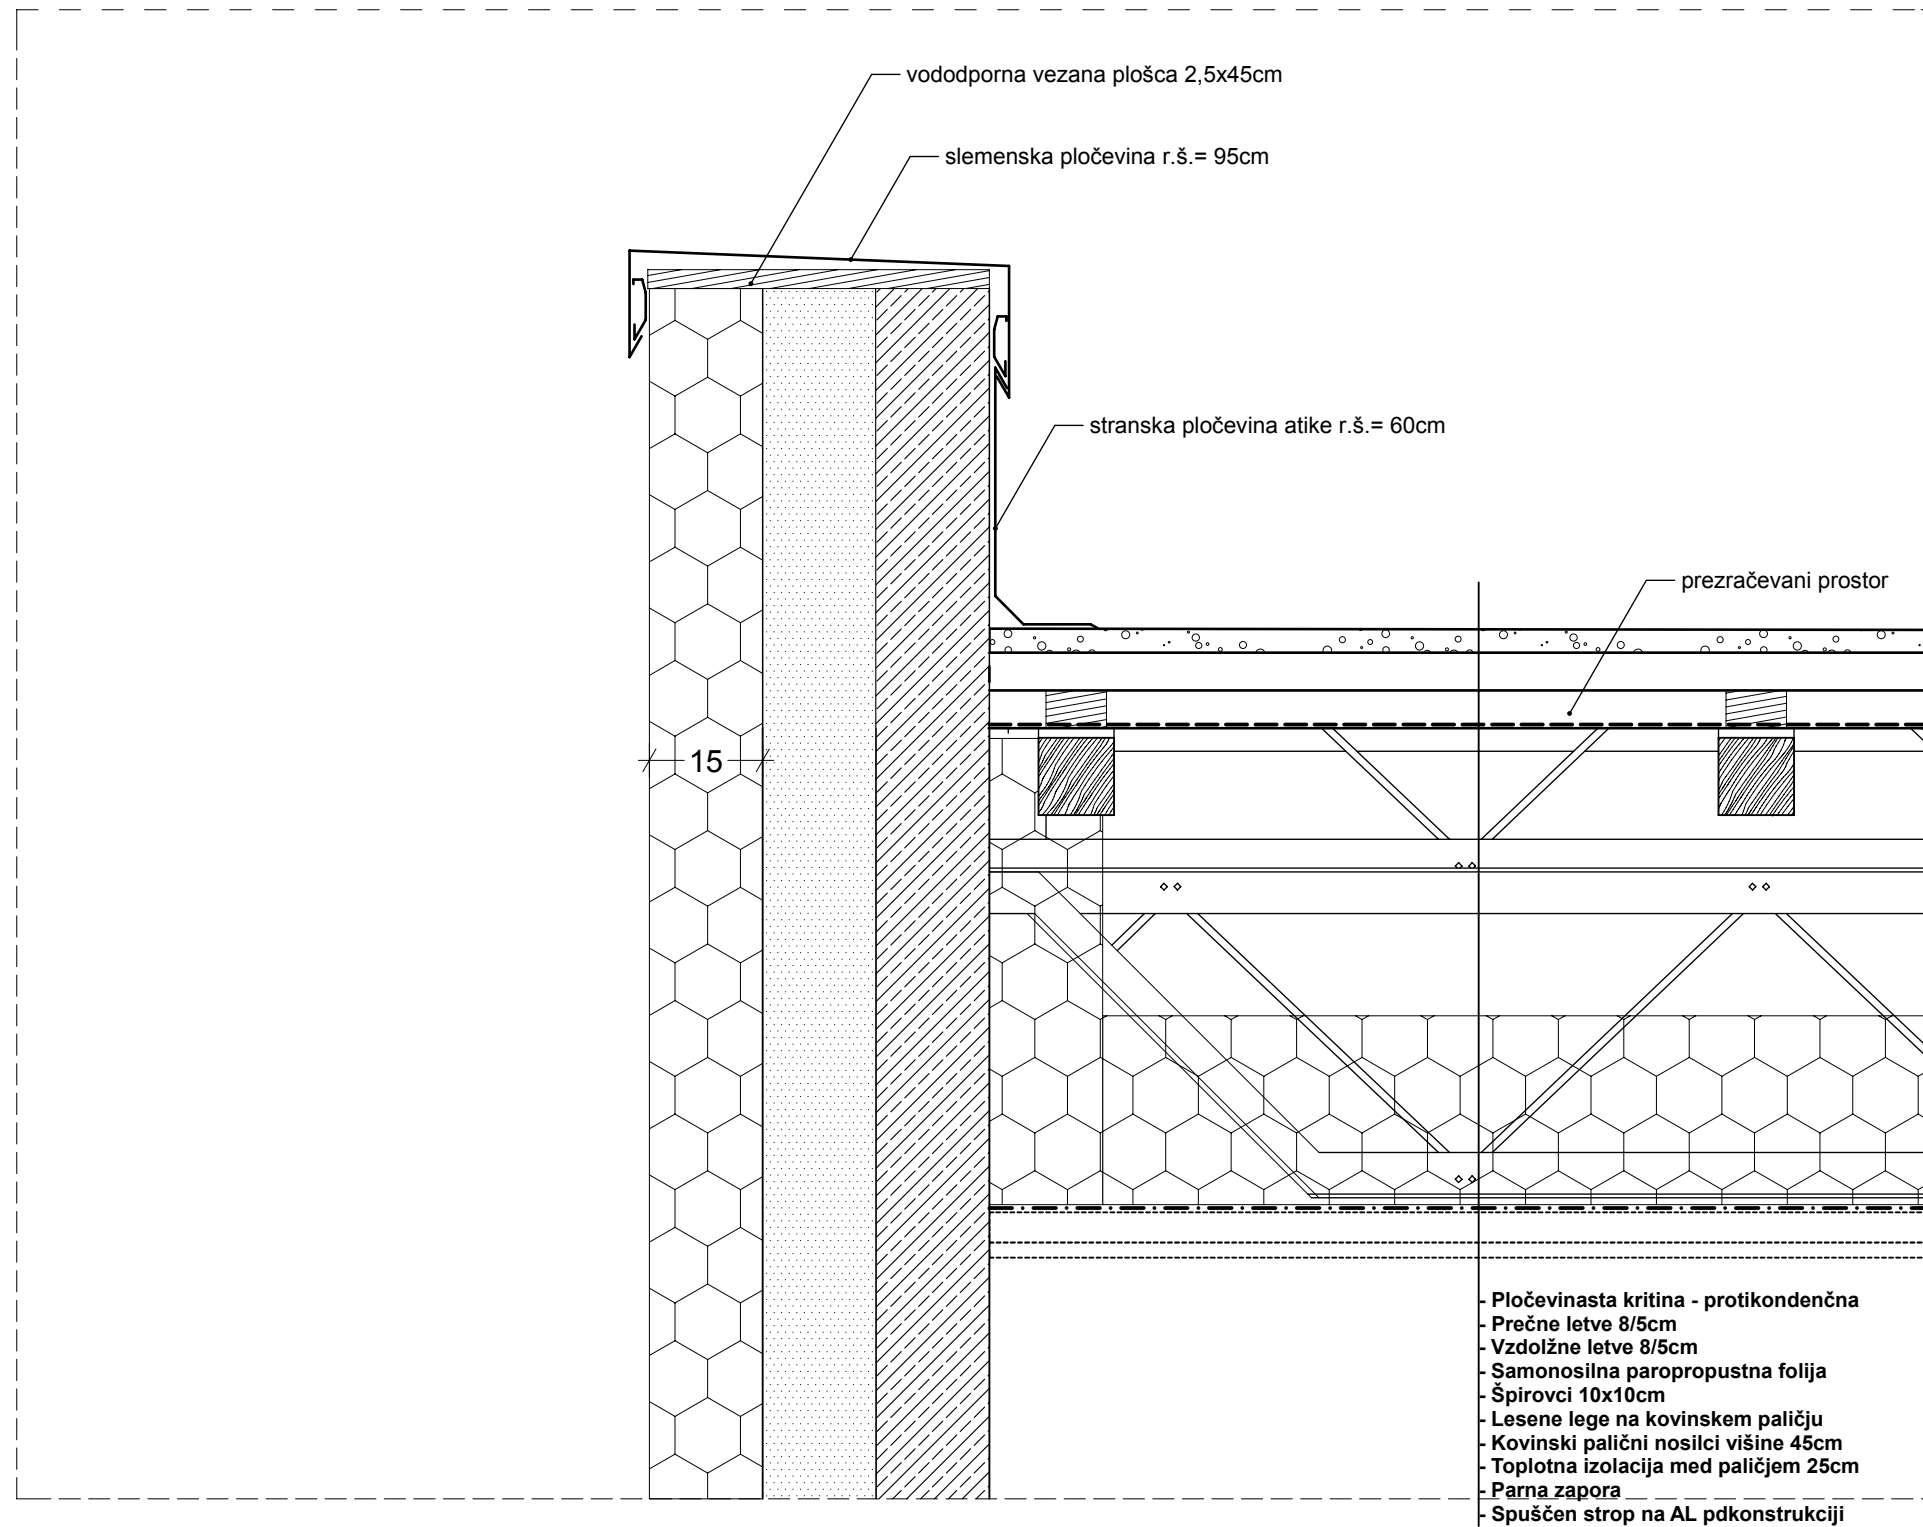 vododporna vezana plošca 2,5x45cm
slemenska pločevina r.š.= 95cm
stranska pločevina atike r.š.= 60cm
prezračevani prostor
15
- Pločevinasta kritina - protikondenčna
- Prečne letve 8/5cm
- Vzdolžne letve 8/5cm
- Samonosilna paropropustna folija
- Špirovci 10x10cm
- Lesene lege na kovinskem paličju
- Kovinski palični nosilci višine 45cm
- Toplotna izolacija med paličjem 25cm
- Parna zapora
- Spuščen strop na AL pdkonstrukciji